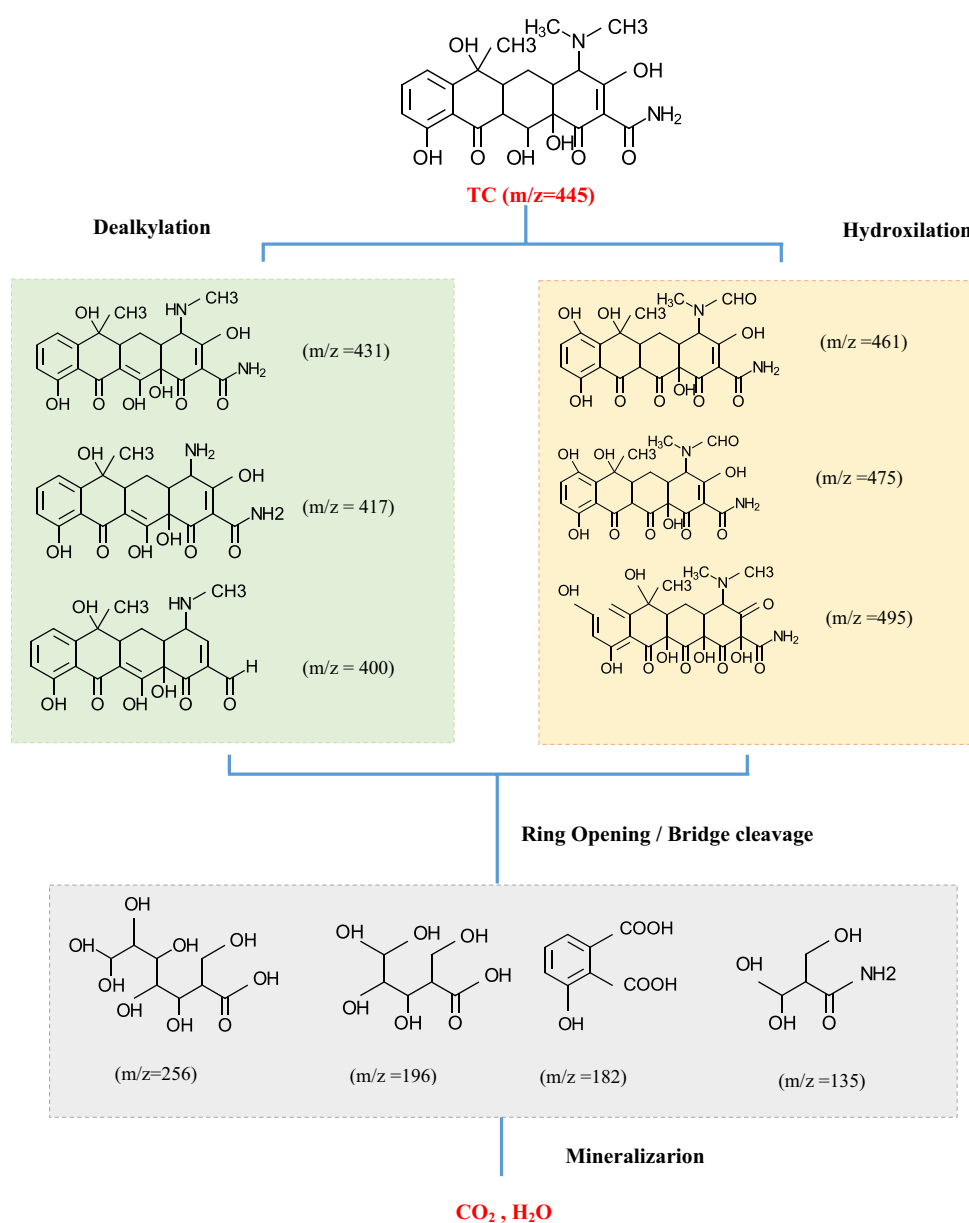 H₃C CH3
OH CH3 N
OH
NH₂
OH O OH OH O O
TC (m/z=445)
Dealkylation
Hydroxilation
OH CH3 HN CH3
OH
NH₂
OH O OH OH O O
(m/z =431)
OH CH3 NH₂
OH
NH2
OH O OH OH O O
(m/z = 417)
OH CH3 HN CH3
H
OH O OH OH O O
(m/z = 400)
H₃C N CHO
OH OH CH₃
OH
NH₂
OH O O OH O O
(m/z =461)
H₃C N CHO
OH OH CH₃
OH
NH₂
OH O O OH O O
(m/z =475)
H₃C N CH3
OH OH CH₃
O
NH₂
OH O OH O OH O OH O
(m/z =495)
Ring Opening / Bridge cleavage
OH
OH OH OH
OH OH OH
OH O
(m/z=256)
OH OH OH
OH OH
OH O
(m/z =196)
COOH
COOH
OH
(m/z =182)
OH
OH NH2
OH O
(m/z =135)
Mineralizarion
CO₂ , H₂O